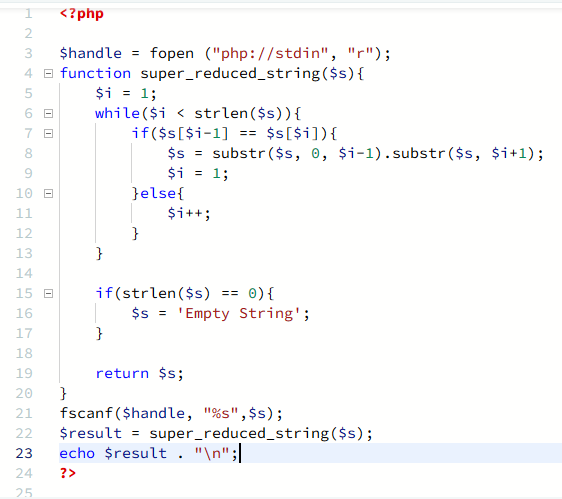 1 <?php
2
3 $handle = fopen ("php://stdin", "r");
4 function super_reduced_string($s){
5     $i = 1;
6     while($i < strlen($s)){
7         if($s[$i-1] == $s[$i]){
8             $s = substr($s, 0, $i-1).substr($s, $i+1);
9             $i = 1;
10         }else{
11             $i++;
12         }
13     }
14
15     if(strlen($s) == 0){
16         $s = 'Empty String';
17     }
18
19     return $s;
20 }
21 fscanf($handle, "%s",$s);
22 $result = super_reduced_string($s);
23 echo $result . "\n";
24 ?>
25